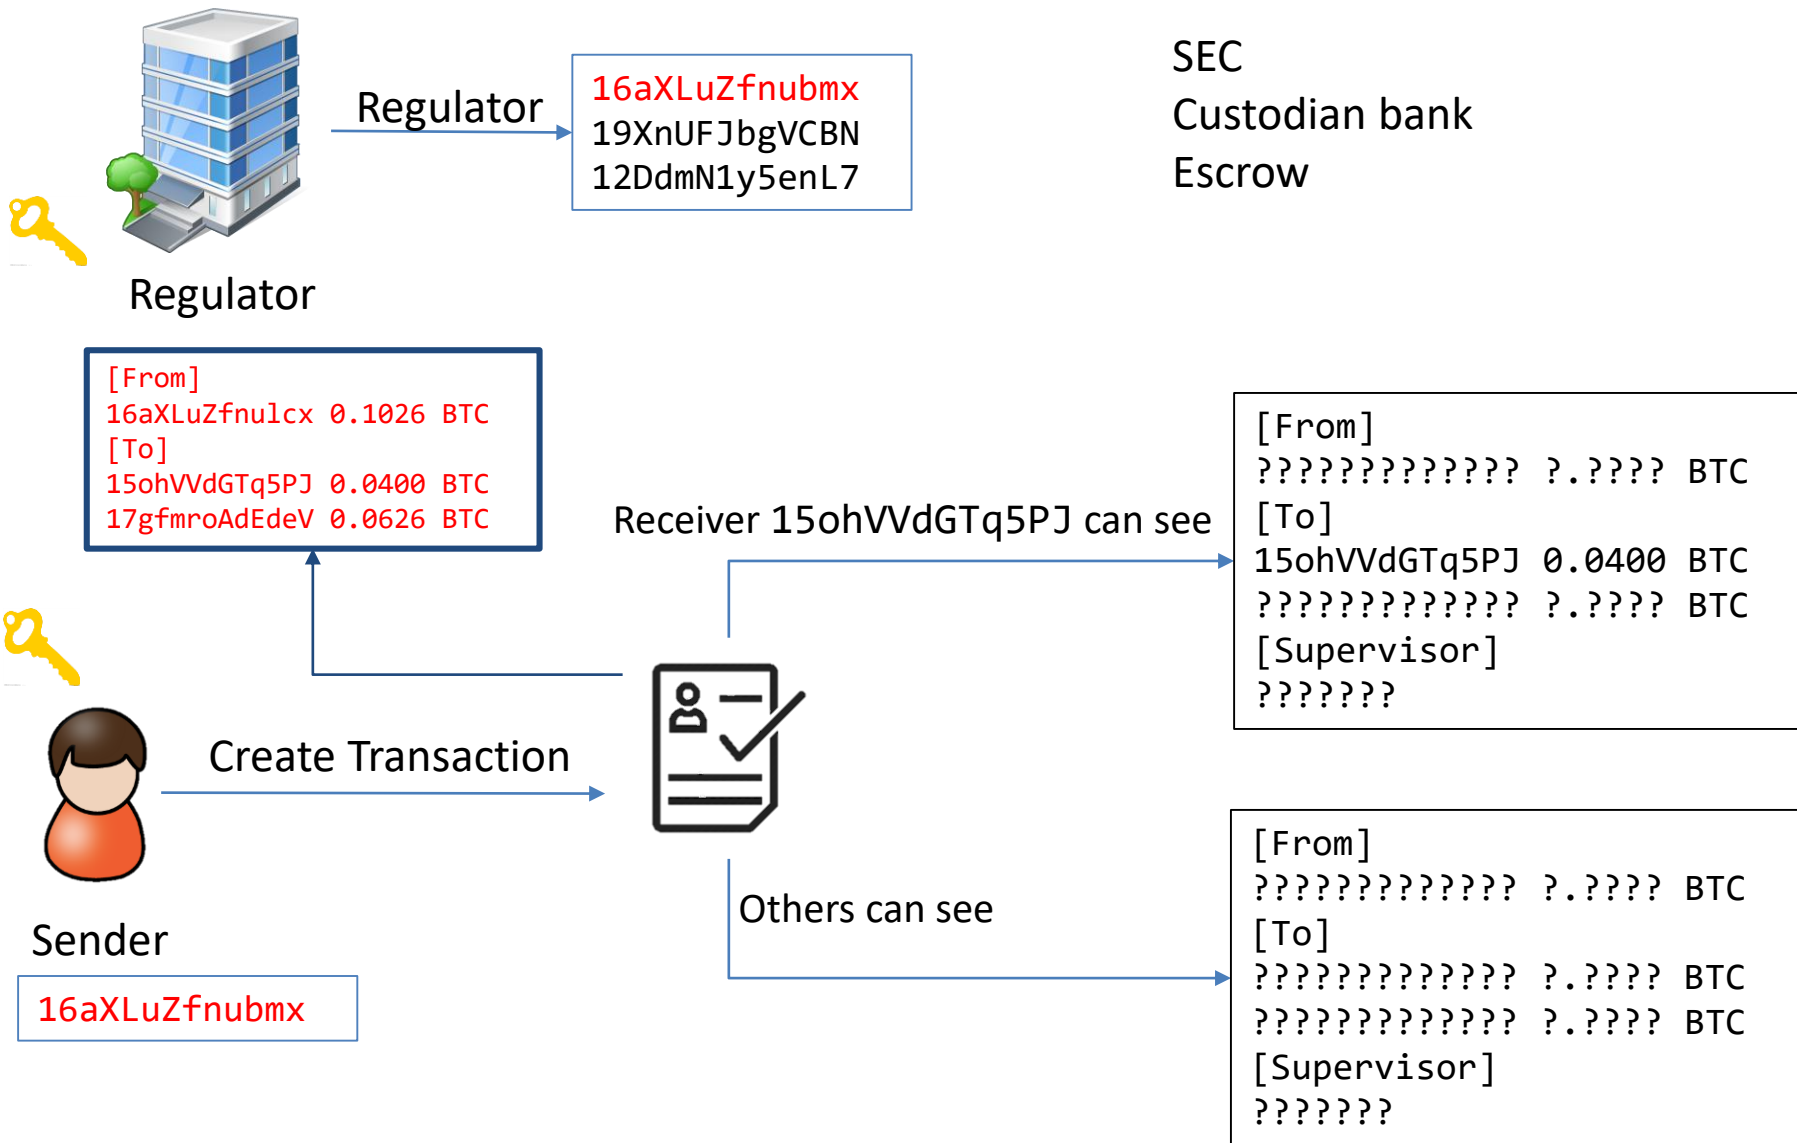 Regulator
16aXLuZfnubmx
19XnUFJbgVCBN
12DdmN1y5enL7
SEC
Custodian bank
Escrow
Regulator
[From]
16aXLuZfnulcx 0.1026 BTC
[To]
15ohVVdGTq5PJ 0.0400 BTC
17gfmroAdEdeV 0.0626 BTC
Receiver 15ohVVdGTq5PJ can see
[From]
????????????? ?.???? BTC
[To]
15ohVVdGTq5PJ 0.0400 BTC
????????????? ?.???? BTC
[Supervisor]
???????
Create Transaction
Sender
16aXLuZfnubmx
Others can see
[From]
????????????? ?.???? BTC
[To]
????????????? ?.???? BTC
????????????? ?.???? BTC
[Supervisor]
???????